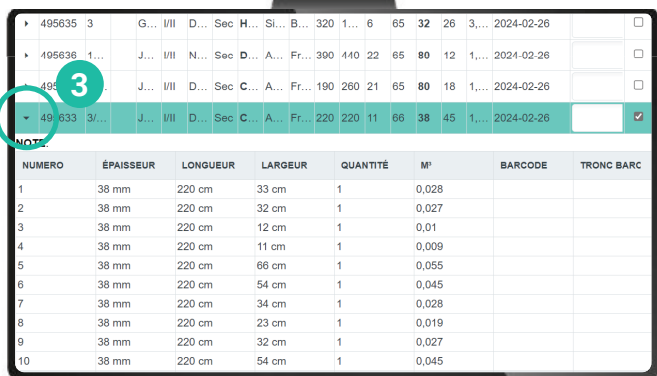 495635 3 G... I/II D... Sec H... Si... B... 320 1... 6 65 32 26 3,... 2024-02-26
495636 1... J... I/II N... Sec D... A... Fr... 390 440 22 65 80 12 1,... 2024-02-26
495 J... I/II D... Sec C... A... Fr... 190 260 21 65 80 18 1,... 2024-02-26
3
495633 3/... J... I/II D... Sec C... A... Fr... 220 220 11 66 38 45 1,... 2024-02-26
NOTE:
NUMERO ÉPAISSEUR LONGUEUR LARGEUR QUANTITÉ M³ BARCODE TRONC BARC
1 38 mm 220 cm 33 cm 1 0,028
2 38 mm 220 cm 32 cm 1 0,027
3 38 mm 220 cm 12 cm 1 0,01
4 38 mm 220 cm 11 cm 1 0,009
5 38 mm 220 cm 66 cm 1 0,055
6 38 mm 220 cm 54 cm 1 0,045
7 38 mm 220 cm 34 cm 1 0,028
8 38 mm 220 cm 23 cm 1 0,019
9 38 mm 220 cm 32 cm 1 0,027
10 38 mm 220 cm 54 cm 1 0,045